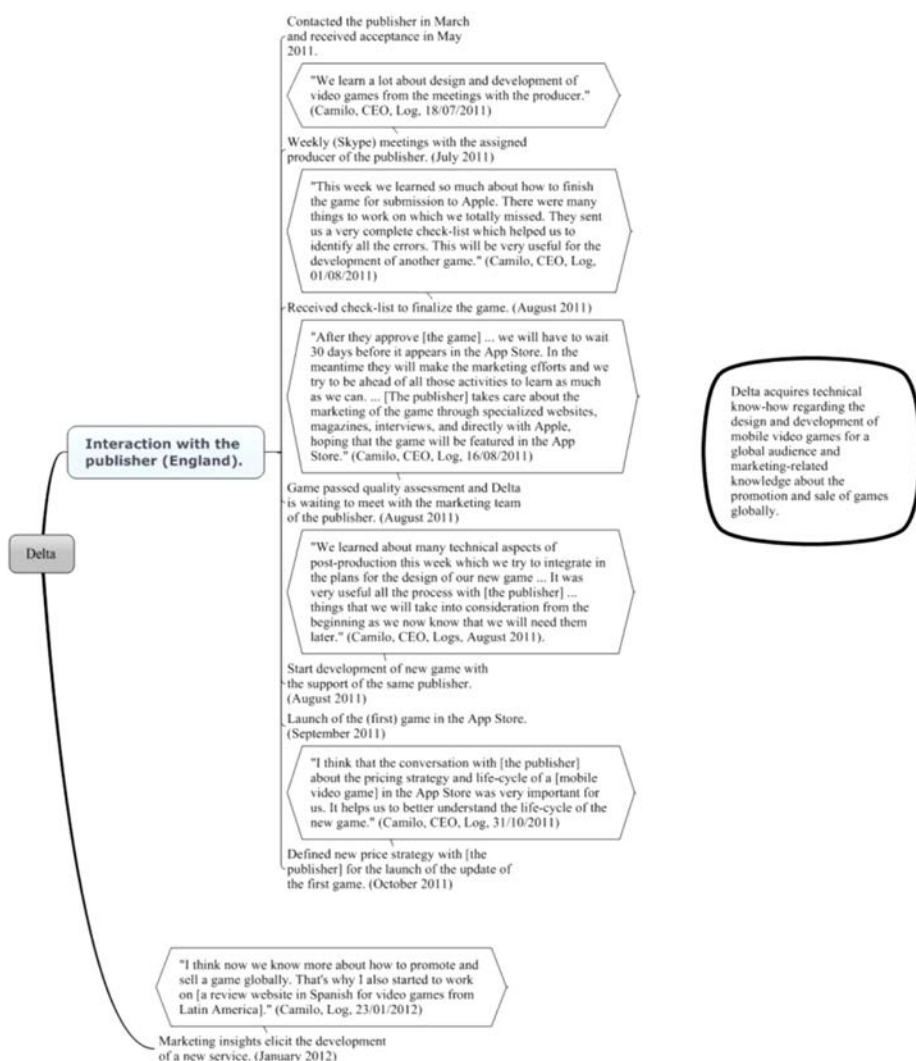 Contacted the publisher in March
and received acceptance in May
2011.
"We learn a lot about design and development of
video games from the meetings with the producer."
(Camilo, CEO, Log, 18/07/2011)
Weekly (Skype) meetings with the assigned
producer of the publisher. (July 2011)
"This week we learned so much about how to finish
the game for submission to Apple. There were many
things to work on which we totally missed. They sent
us a very complete check-list which helped us to
identify all the errors. This will be very useful for the
development of another game." (Camilo, CEO, Log,
01/08/2011)
Received check-list to finalize the game. (August 2011)
"After they approve [the game] ... we will have to wait
30 days before it appears in the App Store. In the
meantime they will make the marketing efforts and we
try to be ahead of all those activities to learn as much
as we can. ... [The publisher] takes care about the
marketing of the game through specialized websites,
magazines, interviews, and directly with Apple,
hoping that the game will be featured in the App
Store." (Camilo, CEO, Log, 16/08/2011)
Interaction with the
publisher (England).
Game passed quality assessment and Delta
is waiting to meet with the marketing team
of the publisher. (August 2011)
Delta
"We learned about many technical aspects of
post-production this week which we try to integrate in
the plans for the design of our new game ... It was
very useful all the process with [the publisher] ...
things that we will take into consideration from the
beginning as we now know that we will need them
later." (Camilo, CEO, Logs, August 2011).
Start development of new game with
the support of the same publisher.
(August 2011)
Launch of the (first) game in the App Store.
(September 2011)
"I think that the conversation with [the publisher]
about the pricing strategy and life-cycle of a [mobile
video game] in the App Store was very important for
us. It helps us to better understand the life-cycle of the
new game." (Camilo, CEO, Log, 31/10/2011)
Defined new price strategy with [the
publisher] for the launch of the update of
the first game. (October 2011)
"I think now we know more about how to promote and
sell a game globally. That's why I also started to work
on [a review website in Spanish for video games from
Latin America]." (Camilo, Log, 23/01/2012)
Marketing insights elicit the development
of a new service. (January 2012)
Delta acquires technical
know-how regarding the
design and development of
mobile video games for a
global audience and
marketing-related
knowledge about the
promotion and sale of games
globally.